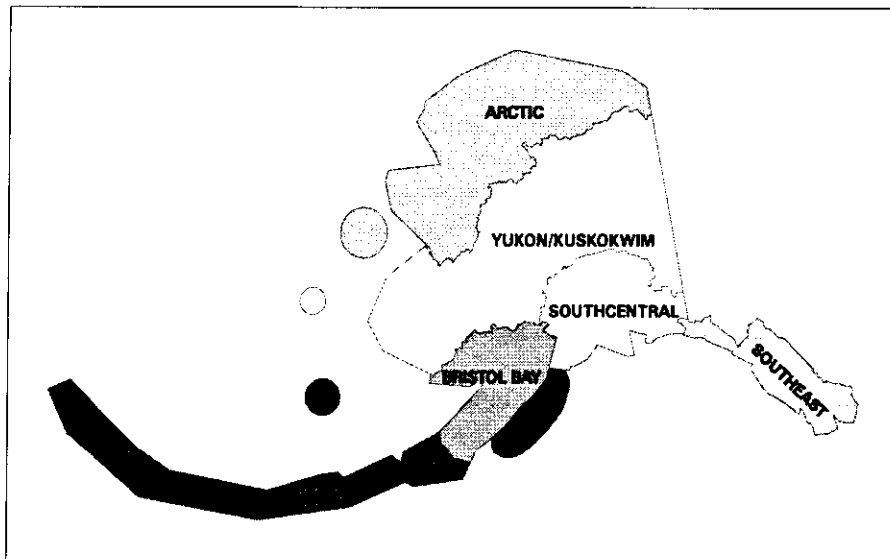 ARCTIC
YUKON/KUSKOKWIM
SOUTHCENTRAL
SOUTHEAST
BRISTOL BAY